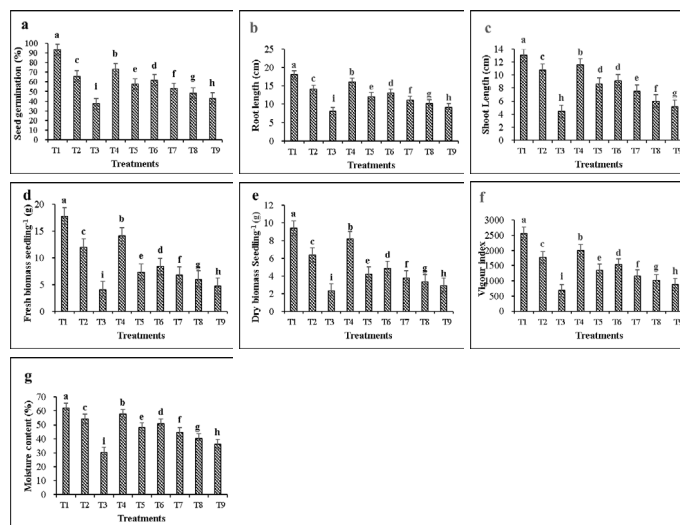 a
Seed germination (%)
100
90
80
70
60
50
40
30
20
10
0
a c i b e d f g h
T1 T2 T3 T4 T5 T6 T7 T8 T9
Treatments
b
Root length (cm)
25
20
15
10
5
0
a c i b e d f g h
T1 T2 T3 T4 T5 T6 T7 T8 T9
Treatments
c
Shoot Length (cm)
14
12
10
8
6
4
2
0
a c h b d d e f g
T1 T2 T3 T4 T5 T6 T7 T8 T9
Treatments
d
Fresh biomass seedling-1 (g)
20
15
10
5
0
a c i b e d f g h
T1 T2 T3 T4 T5 T6 T7 T8 T9
Treatments
e
Dry biomass Seedling-1 (g)
12
10
8
6
4
2
0
a c i b e d f g h
T1 T2 T3 T4 T5 T6 T7 T8 T9
Treatments
f
Vigour index
3000
2500
2000
1500
1000
500
0
a c i b e d f g h
T1 T2 T3 T4 T5 T6 T7 T8 T9
Treatments
g
Moisture content (%)
70
60
50
40
30
20
10
0
a c i b e d f g h
T1 T2 T3 T4 T5 T6 T7 T8 T9
Treatments